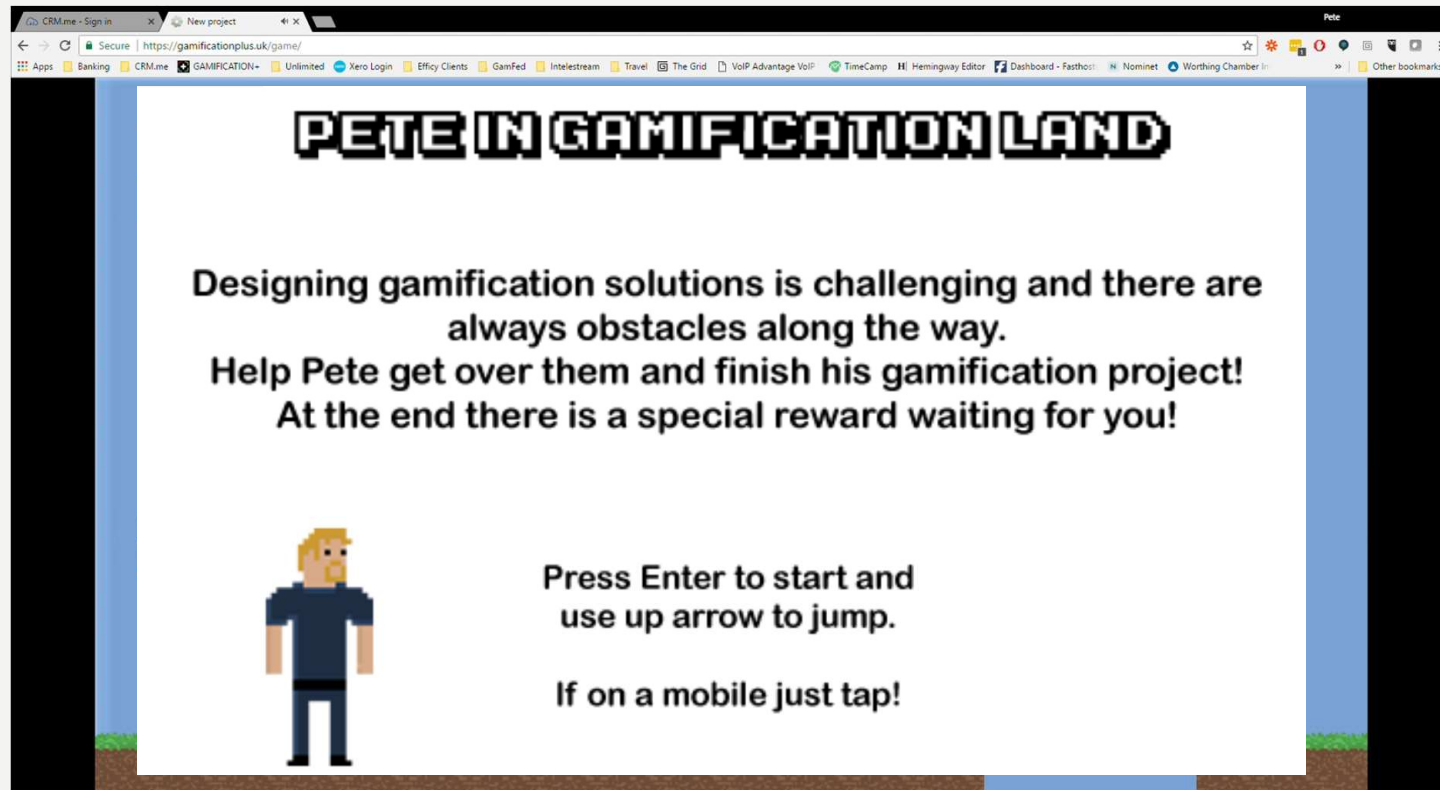 CRM.me - Sign in
New project
Pete
Secure
https://gamificationplus.uk/game/
Apps
Banking
CRM.me
GAMIFICATION+
Unlimited
Xero Login
Efficy Clients
GamFed
Intelestream
Travel
The Grid
VoIP Advantage VoIP
TimeCamp
Hemingway Editor
Dashboard - Fasthost
Nominet
Worthing Chamber
Other bookmarks
PETE IN GAMIFICATION LAND
Designing gamification solutions is challenging and there are
always obstacles along the way.
Help Pete get over them and finish his gamification project!
At the end there is a special reward waiting for you!
Press Enter to start and
use up arrow to jump.
If on a mobile just tap!